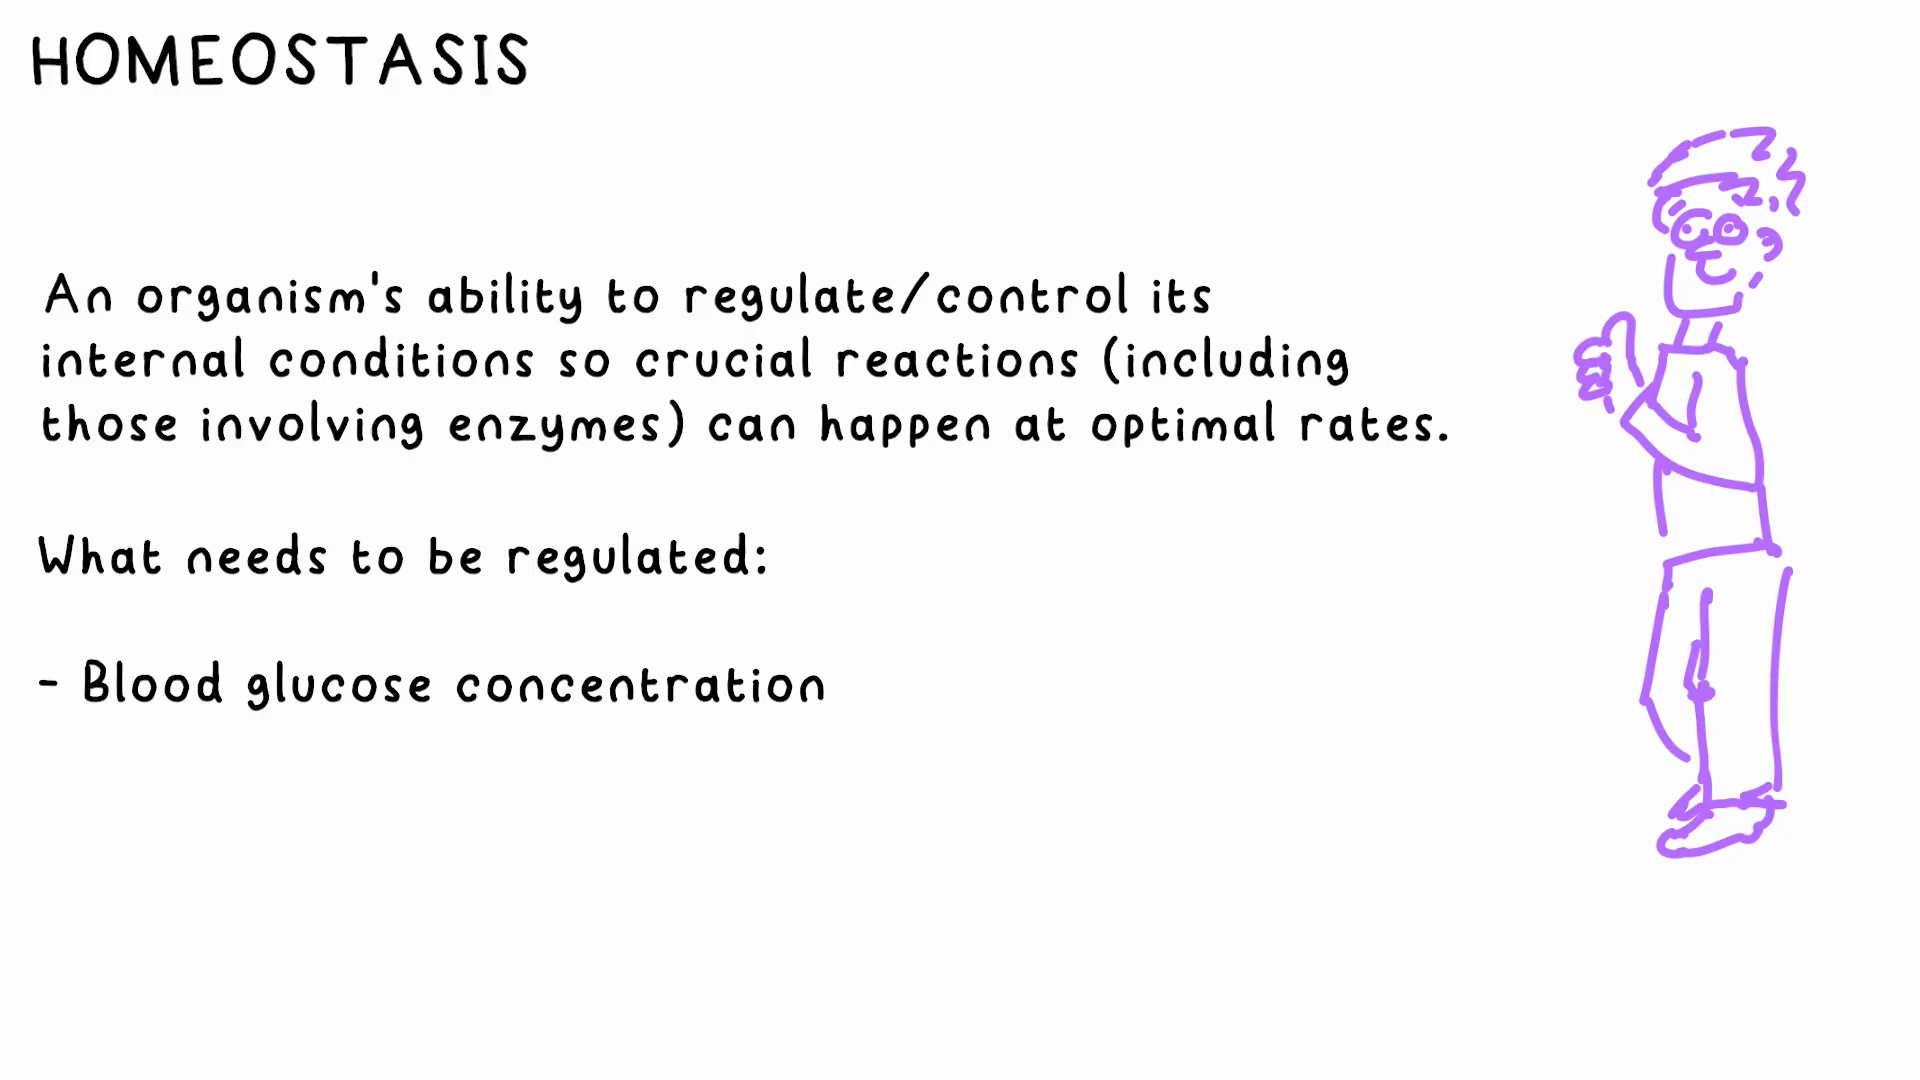 HOMEOSTASIS
An organism's ability to regulate/control its
internal conditions so crucial reactions (including
those involving enzymes) can happen at optimal rates.
What needs to be regulated:
- Blood glucose concentration